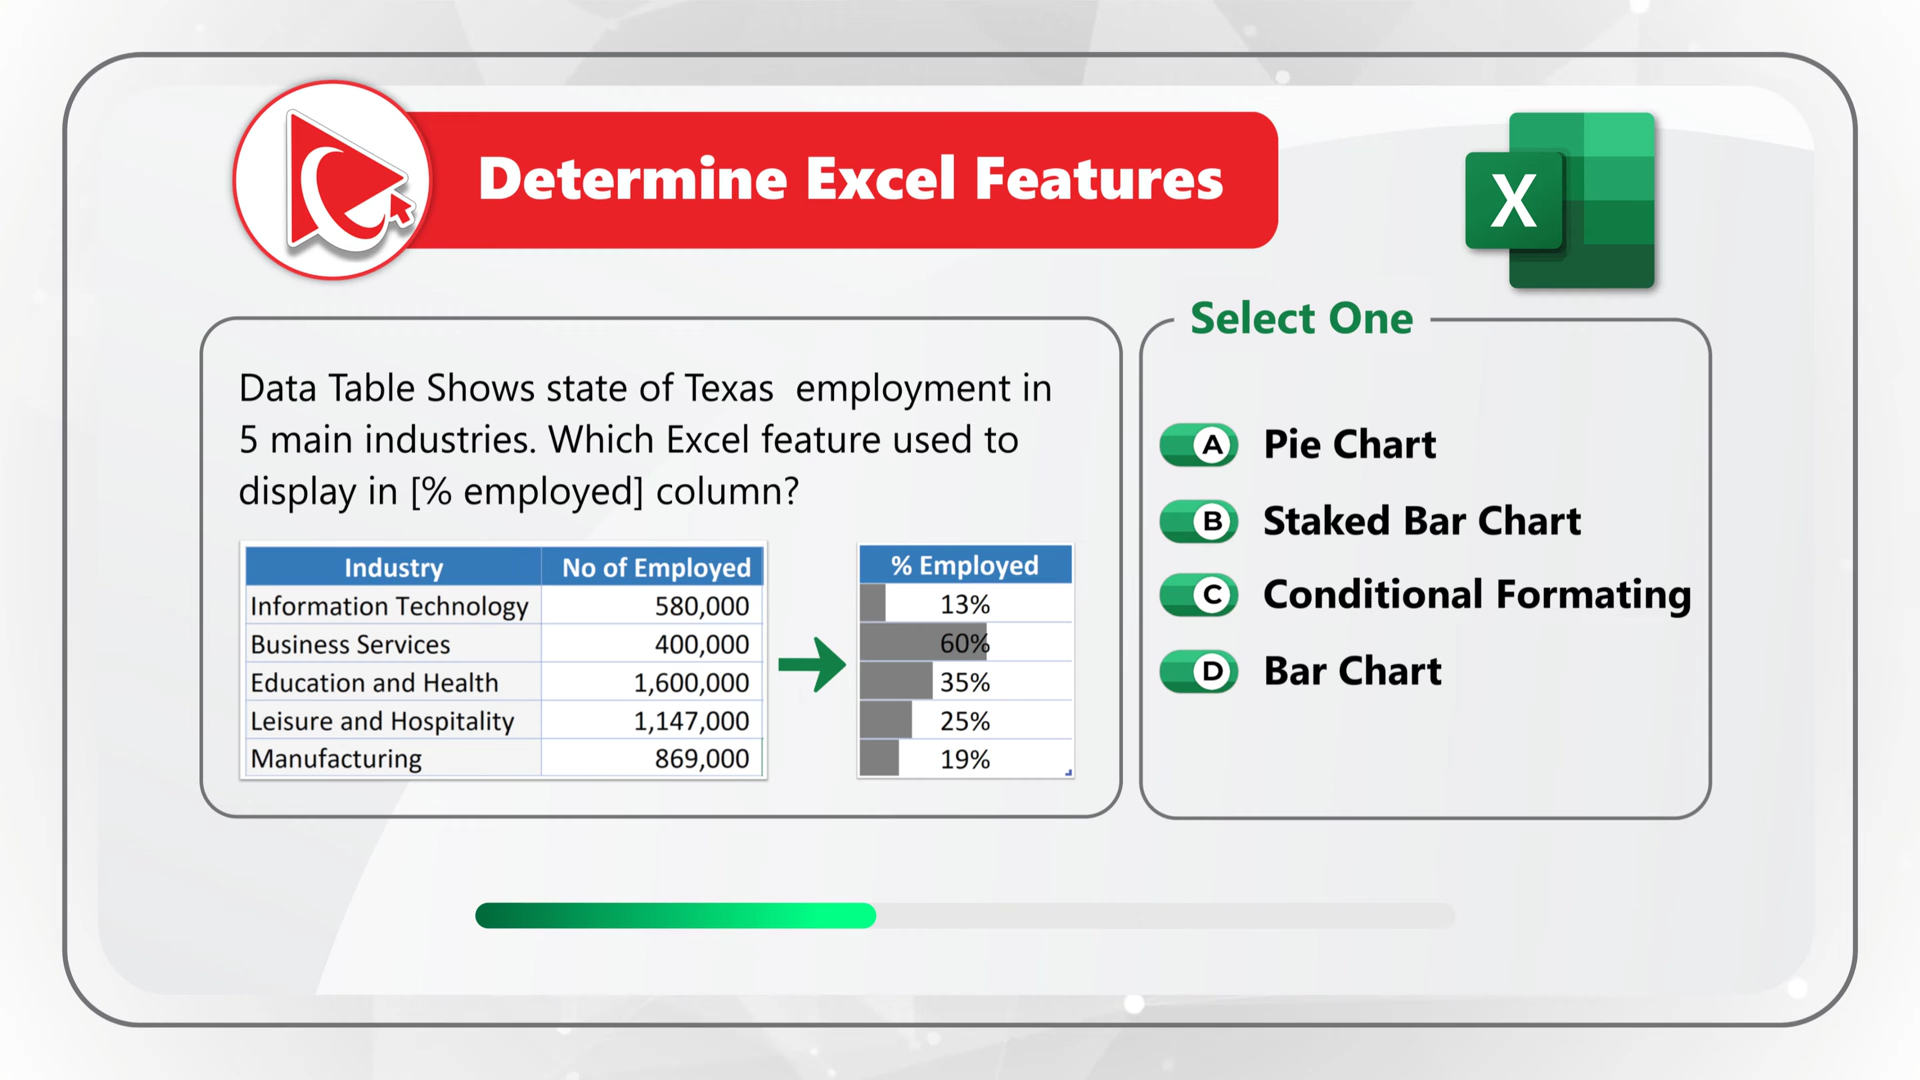 Determine Excel Features
X
Data Table Shows state of Texas employment in
5 main industries. Which Excel feature used to
display in [% employed] column?
Industry No of Employed
Information Technology 580,000
Business Services 400,000
Education and Health 1,600,000
Leisure and Hospitality 1,147,000
Manufacturing 869,000
% Employed
13%
60%
35%
25%
19%
Select One
A Pie Chart
B Staked Bar Chart
C Conditional Formating
D Bar Chart